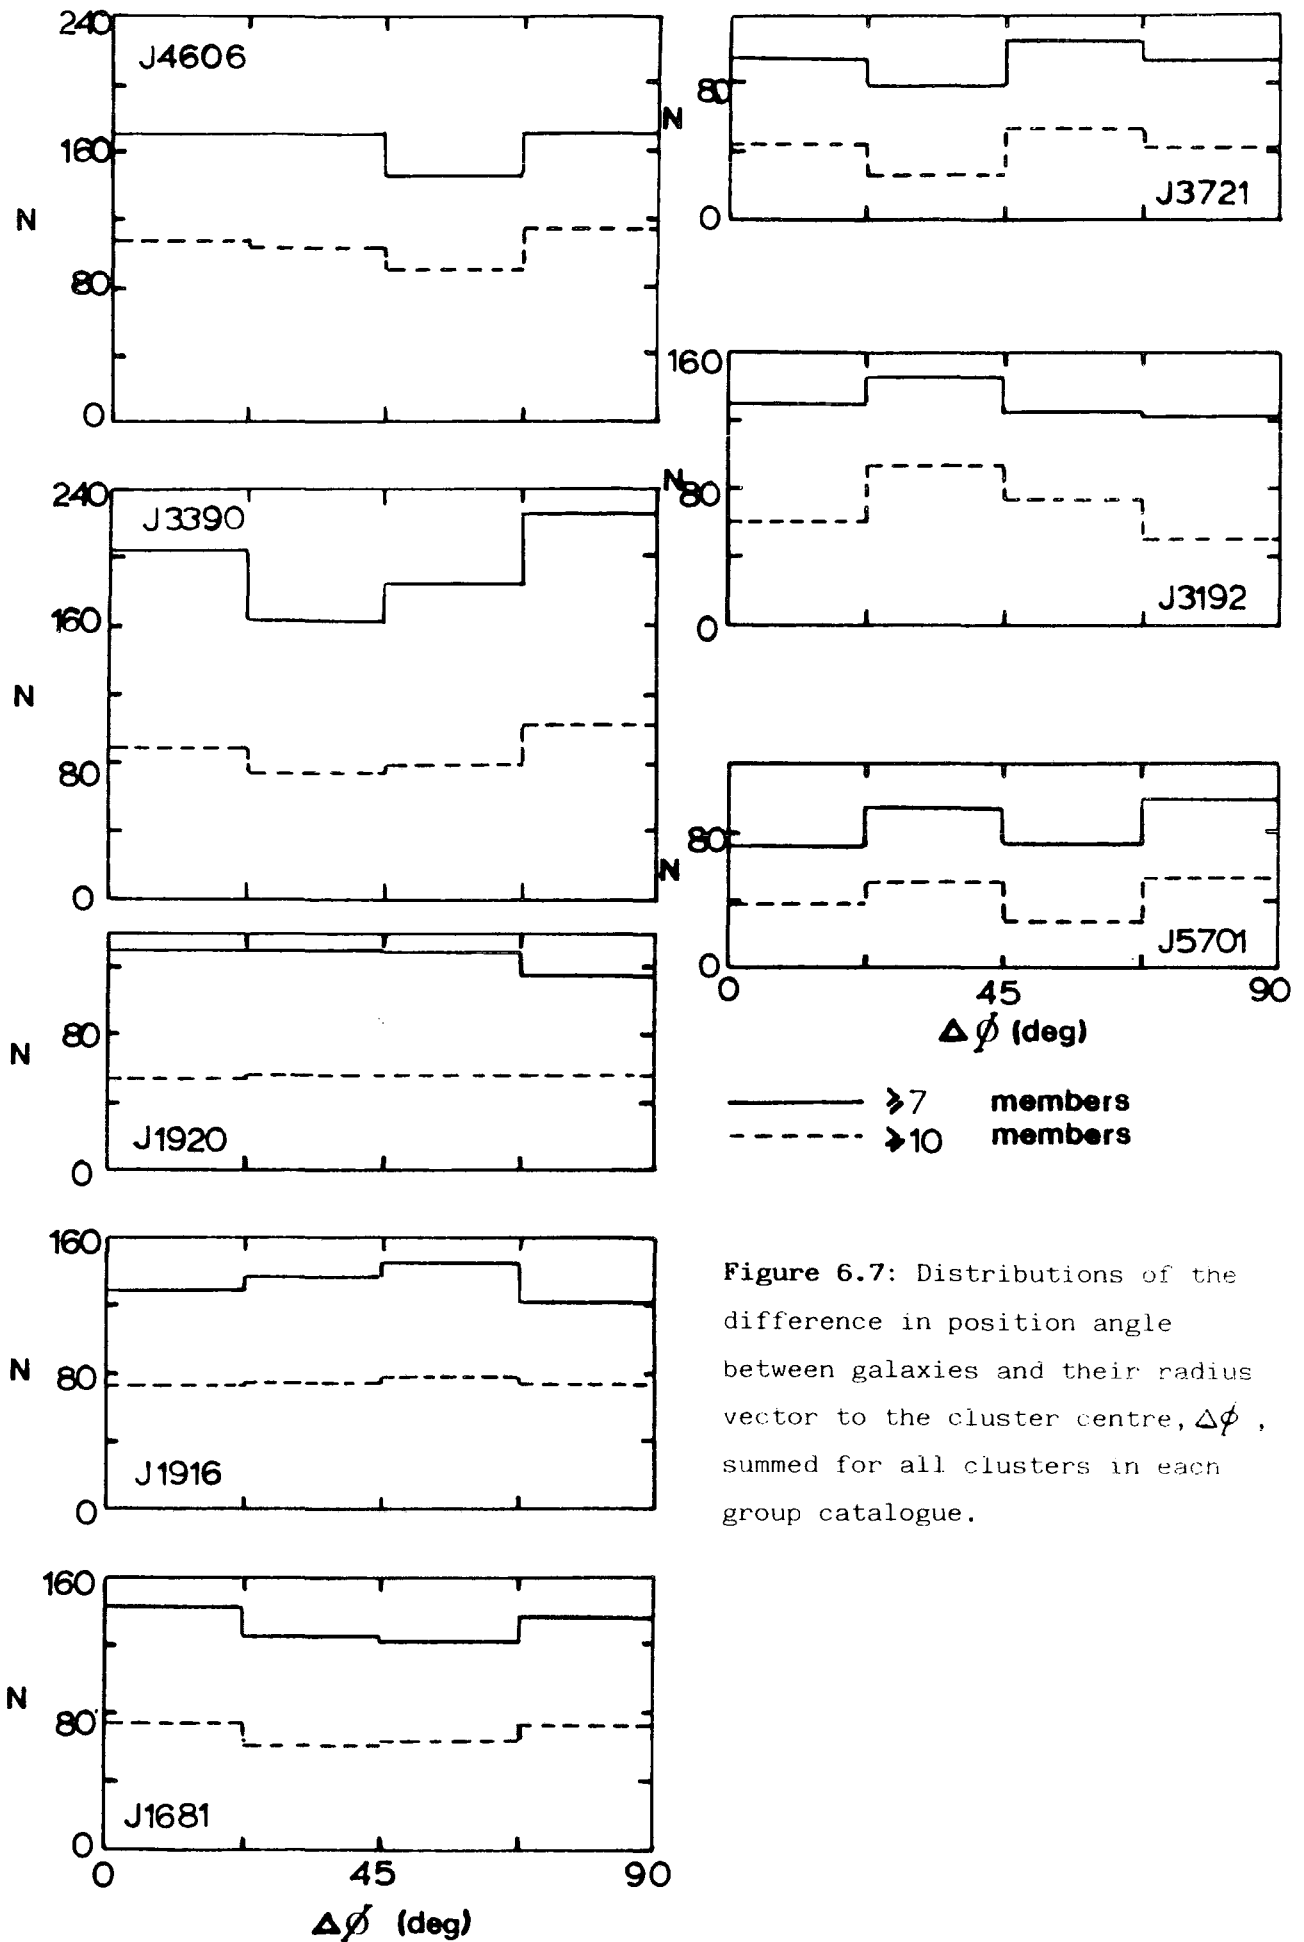 240
J4606
160
N
80
0
240
J3390
160
N
80
0
N
80
J1920
0
160
N
80
J1916
0
160
N
80
J1681
0
0 45 90
Δϕ (deg)
N
80
J3721
0
160
N
80
J3192
0
80
N
J5701
0
0 45 90
Δϕ (deg)
⩾7 members
⩾10 members
Figure 6.7: Distributions of the
difference in position angle
between galaxies and their radius
vector to the cluster centre, Δϕ ,
summed for all clusters in each
group catalogue.